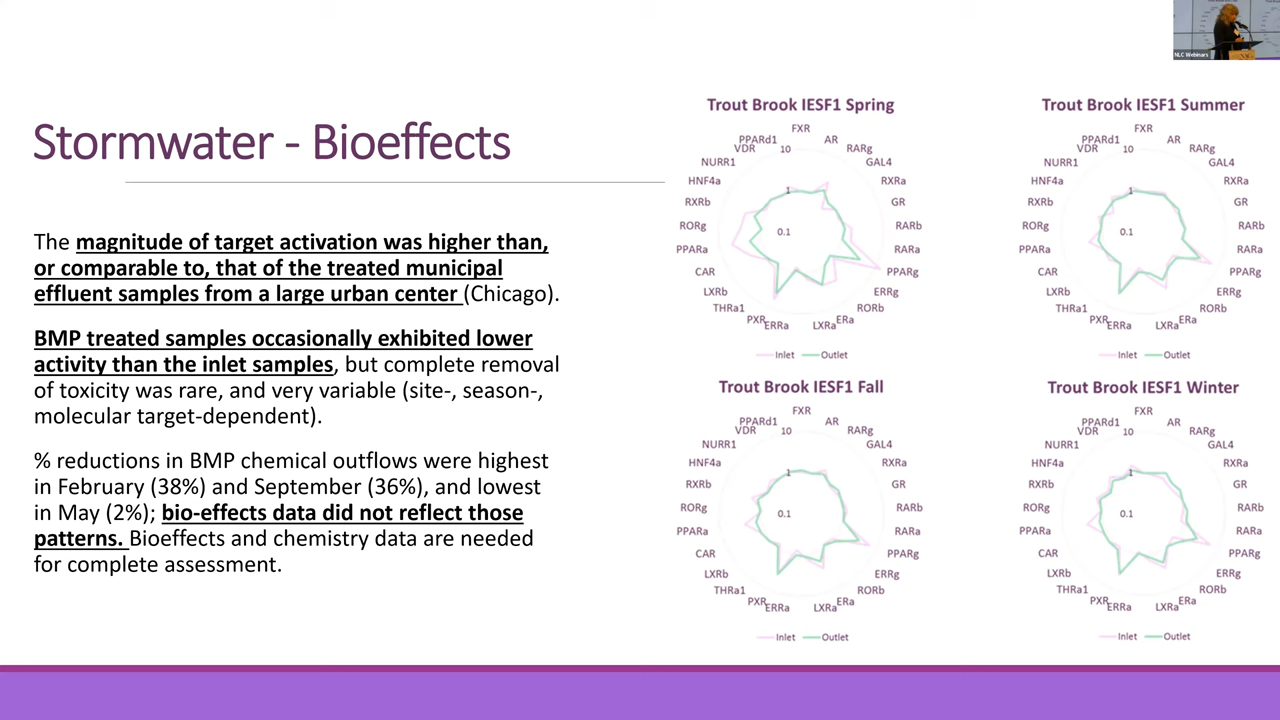 NLC Webinars
Stormwater - Bioeffects
The magnitude of target activation was higher than,
or comparable to, that of the treated municipal
effluent samples from a large urban center (Chicago).
BMP treated samples occasionally exhibited lower
activity than the inlet samples, but complete removal
of toxicity was rare, and very variable (site-, season-,
molecular target-dependent).
% reductions in BMP chemical outflows were highest
in February (38%) and September (36%), and lowest
in May (2%); bio-effects data did not reflect those
patterns. Bioeffects and chemistry data are needed
for complete assessment.
Trout Brook IESF1 Spring
FXR
AR
RARg
GAL4
RXRa
GR
RARb
RARa
PPARg
ERRg
RORb
ERa
LXRa
ERRa
PXR
THRa1
LXRb
CAR
PPARa
RORg
RXRb
HNF4a
NURR1
VDR
PPARd1
10
1
0.1
Inlet Outlet
Trout Brook IESF1 Summer
FXR
AR
RARg
GAL4
RXRa
GR
RARb
RARa
PPARg
ERRg
RORb
ERa
LXRa
ERRa
PXR
THRa1
LXRb
CAR
PPARa
RORg
RXRb
HNF4a
NURR1
VDR
PPARd1
10
1
0.1
Inlet Outlet
Trout Brook IESF1 Fall
FXR
AR
RARg
GAL4
RXRa
GR
RARb
RARa
PPARg
ERRg
RORb
ERa
LXRa
ERRa
PXR
THRa1
LXRb
CAR
PPARa
RORg
RXRb
HNF4a
NURR1
VDR
PPARd1
10
1
0.1
Inlet Outlet
Trout Brook IESF1 Winter
FXR
AR
RARg
GAL4
RXRa
GR
RARb
RARa
PPARg
ERRg
RORb
ERa
LXRa
ERRa
PXR
THRa1
LXRb
CAR
PPARa
RORg
RXRb
HNF4a
NURR1
VDR
PPARd1
10
1
0.1
Inlet Outlet